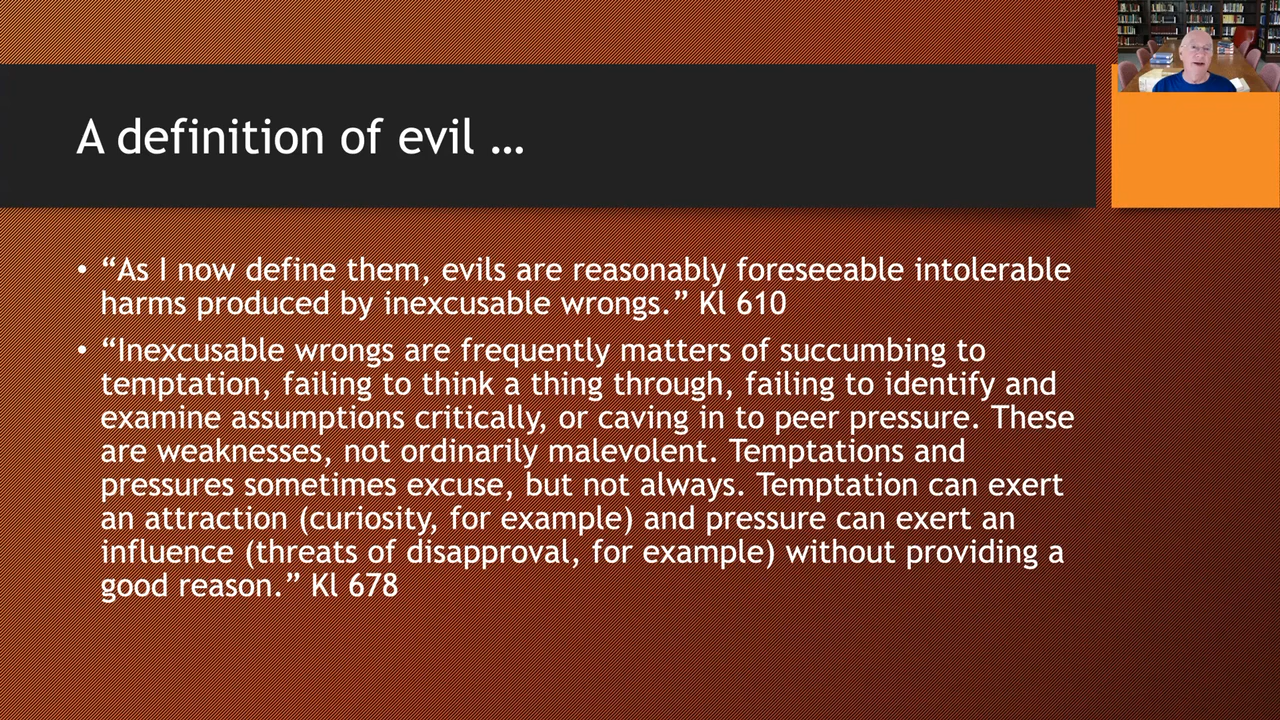 A definition of evil …
• “As I now define them, evils are reasonably foreseeable intolerable
harms produced by inexcusable wrongs.” Kl 610
• “Inexcusable wrongs are frequently matters of succumbing to
temptation, failing to think a thing through, failing to identify and
examine assumptions critically, or caving in to peer pressure. These
are weaknesses, not ordinarily malevolent. Temptations and
pressures sometimes excuse, but not always. Temptation can exert
an attraction (curiosity, for example) and pressure can exert an
influence (threats of disapproval, for example) without providing a
good reason.” Kl 678